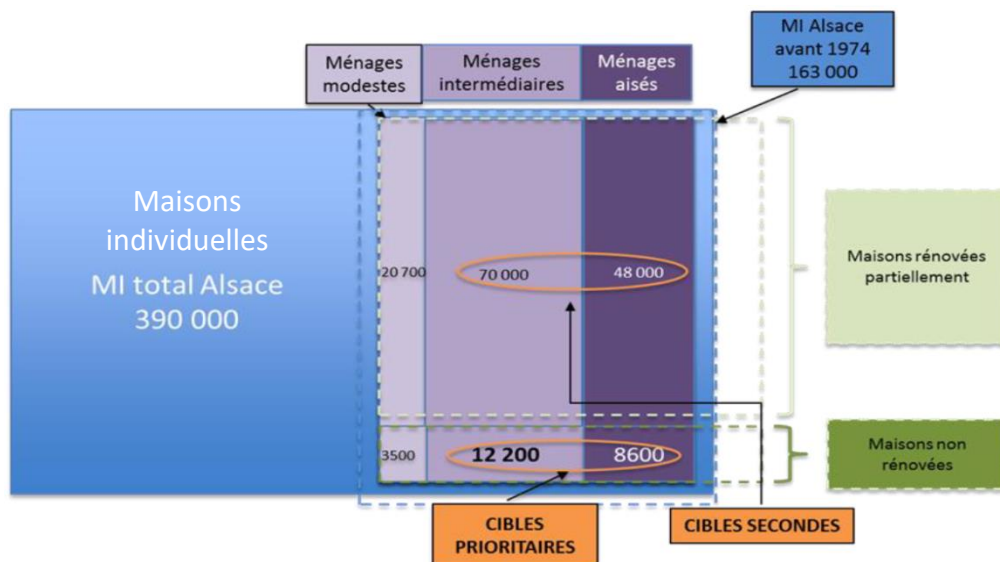 Ménages
modestes
Ménages
intermédiaires
Ménages
aisés
MI Alsace
avant 1974
163 000
Maisons
individuelles
MI total Alsace
390 000
20 700
70 000
48 000
Maisons rénovées
partiellement
3500
12 200
8600
Maisons non
rénovées
CIBLES
PRIORITAIRES
CIBLES SECONDES